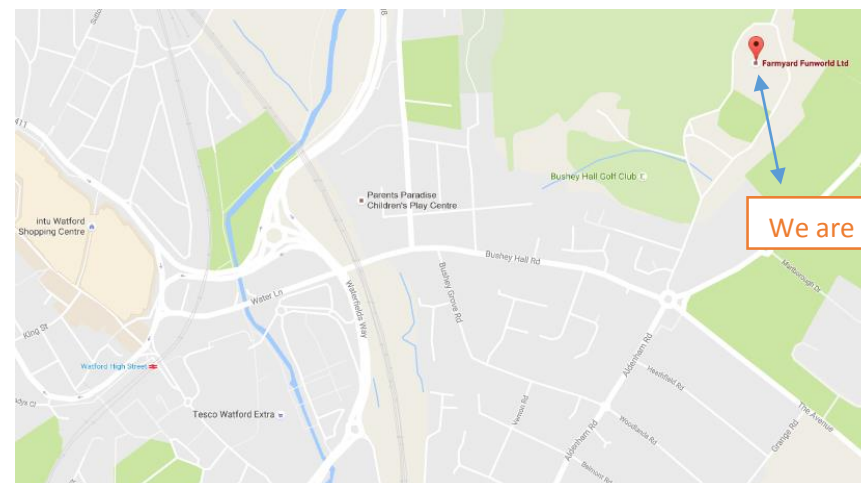 411
Farmyard Funworld Ltd
Bushey Hall Golf Club
Parents Paradise
Children's Play Centre
intu Watford
Shopping Centre
We are
Bushey Hall Rd
Marlborough Dr
Bushey Grove Rd
Water Ln
Waterfields Way
King St
Watford High Street
Aldenham Rd
Heathfield Rd
Vernon Rd
The Avenue
Tesco Watford Extra
Woodlands Rd
Grange Rd
Aldenham Rd
Belmont Rd